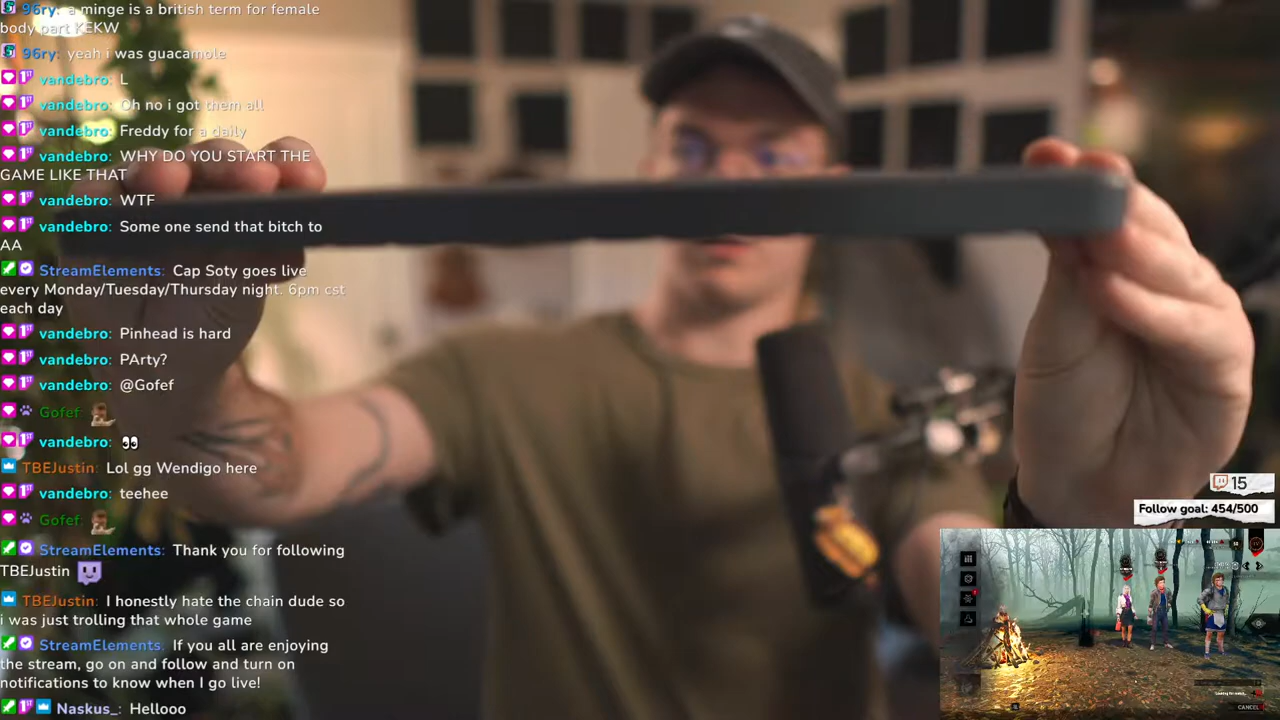 96ry: a minge is a british term for female
body part KEKW
96ry: yeah i was guacamole
vandebro: L
vandebro: Oh no i got them all
vandebro: Freddy for a daily
vandebro: WHY DO YOU START THE
GAME LIKE THAT
vandebro: WTF
vandebro: Some one send that bitch to
AA
StreamElements: Cap Soty goes live
every Monday/Tuesday/Thursday night. 6pm cst
each day
vandebro: Pinhead is hard
vandebro: PArty?
vandebro: @Gofef
Gofef:
vandebro: 👀
TBEJustin: Lol gg Wendigo here
vandebro: teehee
Gofef:
StreamElements: Thank you for following
TBEJustin
TBEJustin: I honestly hate the chain dude so
i was just trolling that whole game
StreamElements: If you all are enjoying
the stream, go on and follow and turn on
notifications to know when I go live!
Naskus_: Hellooo
15
Follow goal: 454/500
CANCEL